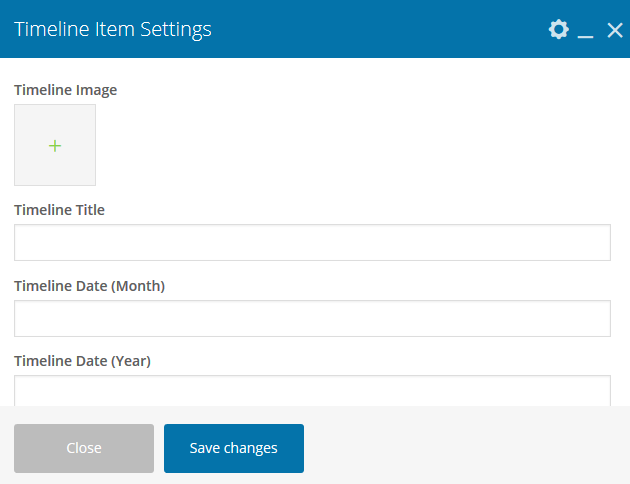 Timeline Item Settings
Timeline Image
+
Timeline Title
Timeline Date (Month)
Timeline Date (Year)
Close Save changes